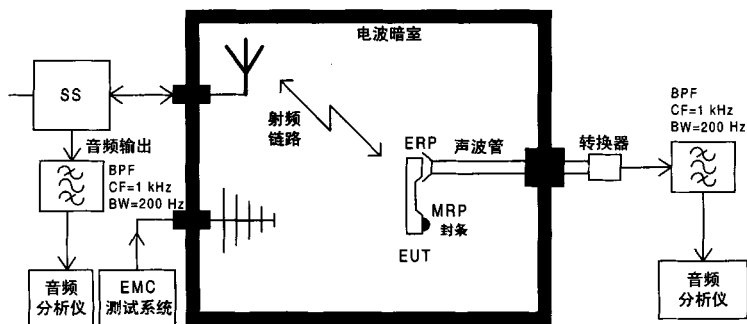 电波暗室
SS
射频
链路
音频输出
BPF
CF=1 kHz
BW=200 Hz
音频
分析仪
EMC
测试系统
ERP
声波管
MRP
封条
EUT
转换器
BPF
CF=1 kHz
BW=200 Hz
音频
分析仪